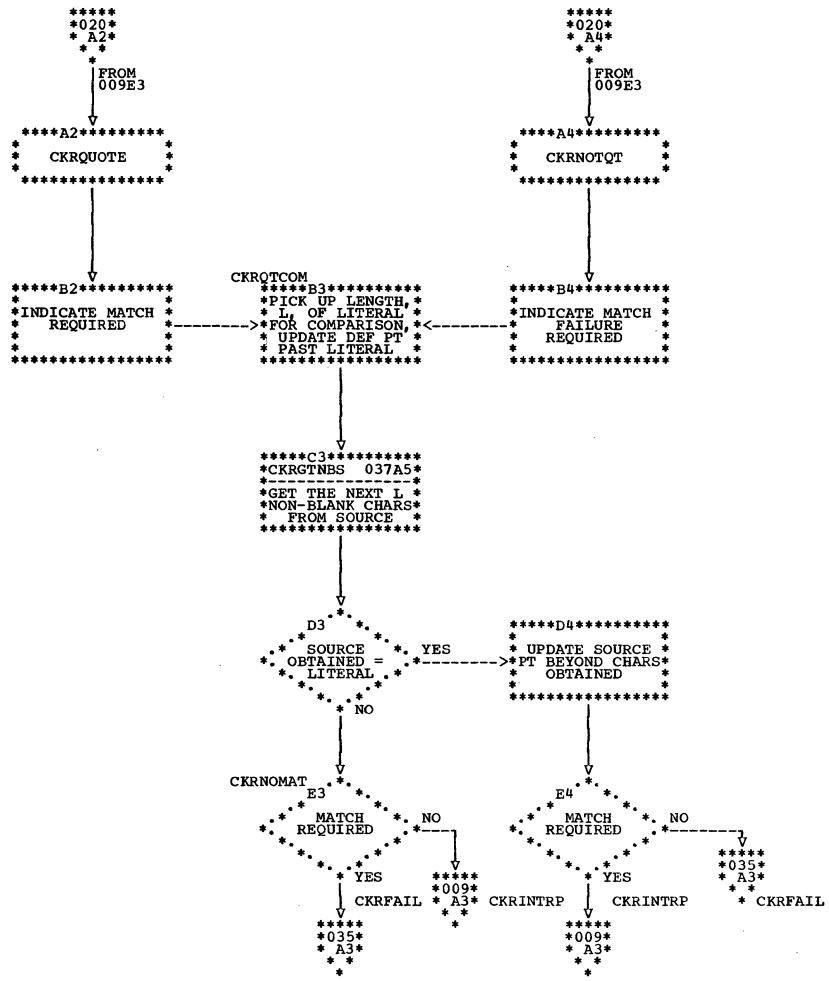 020
A2
020
A4
FROM
009E3
FROM
009E3
A2
CKRQUOTE
A4
CKRNOTQT
B2
INDICATE MATCH
REQUIRED
CKRQTCOM
B3
PICK UP LENGTH,
L, OF LITERAL
FOR COMPARISON,
UPDATE DEF PT
PAST LITERAL
B4
INDICATE MATCH
FAILURE
REQUIRED
C3
CKRGTNBS 037A5
GET THE NEXT L
NON-BLANK CHARS
FROM SOURCE
D3
SOURCE
OBTAINED =
LITERAL
YES
NO
D4
UPDATE SOURCE
PT BEYOND CHARS
OBTAINED
CKRNOMAT
E3
MATCH
REQUIRED
NO
YES
E4
MATCH
REQUIRED
NO
YES
035
A3
CKRFAIL
009
A3
CKRINTRP
CKRINTRP
CKRFAIL
035
A3
009
A3